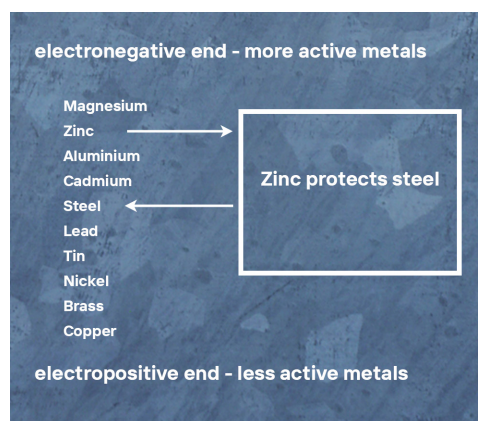 electronegative end - more active metals
Magnesium
Zinc
Aluminium
Cadmium
Steel
Lead
Tin
Nickel
Brass
Copper
Zinc protects steel
electropositive end - less active metals